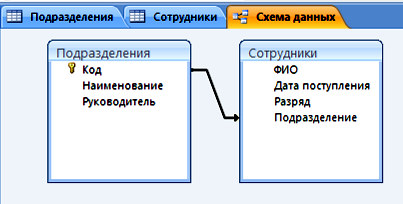 Подразделения Сотрудники Схема данных
Подразделения
Код
Наименование
Руководитель
Сотрудники
ФИО
Дата поступления
Разряд
Подразделение